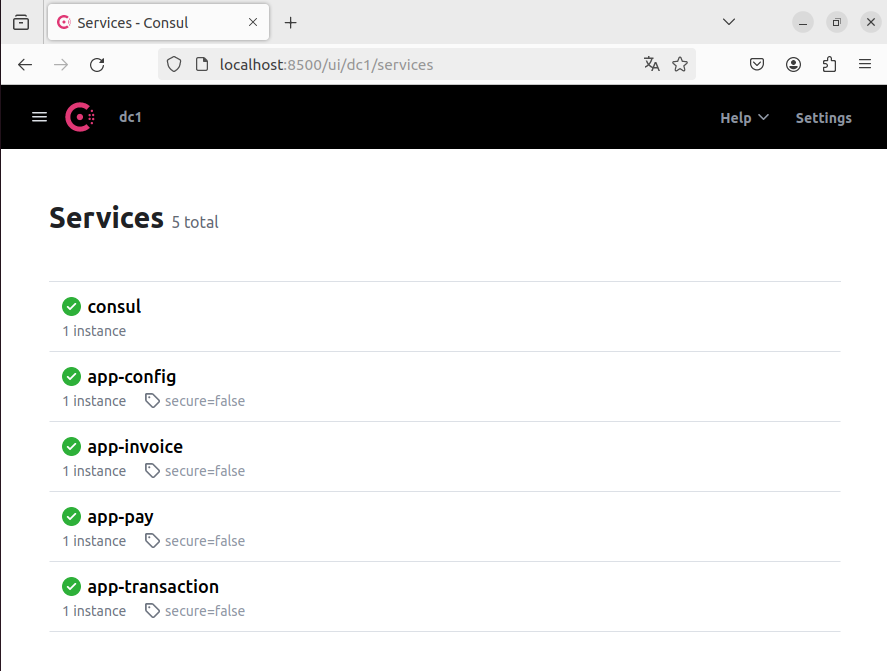 Services - Consul
localhost:8500/ui/dc1/services
dc1
Help
Settings
Services 5 total
consul
1 instance
app-config
1 instance secure=false
app-invoice
1 instance secure=false
app-pay
1 instance secure=false
app-transaction
1 instance secure=false